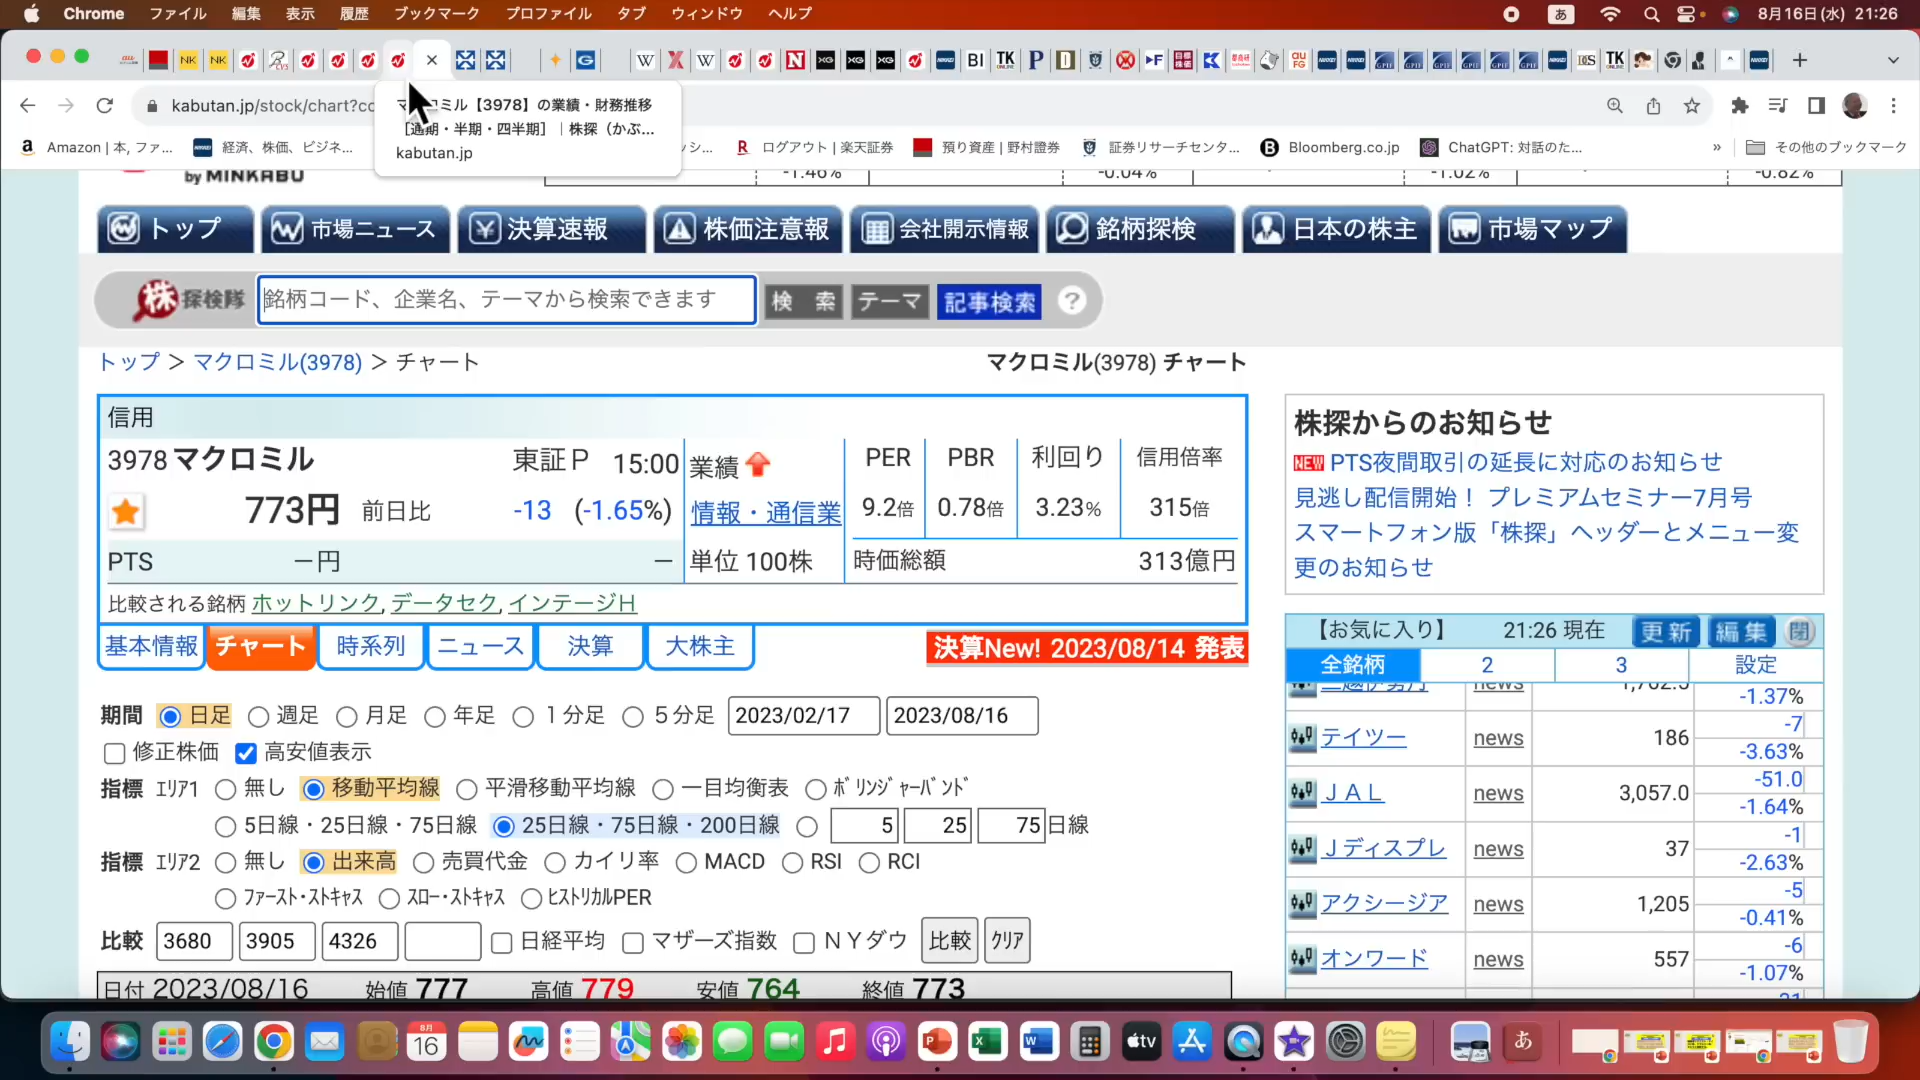 Chrome ファイル 編集 表示 履歴 ブックマーク プロファイル タブ ウィンドウ ヘルプ あ 8月16日(水) 21:26
kabutan.jp/stock/chart?cc
マクロミル【3978】の業績・財務推移
[通期・半期・四半期] | 株探(かぶ...
kabutan.jp
Amazon | 本, ファ... 経済、株価、ビジネ... ッシ... ログアウト | 楽天証券 預り資産 | 野村證券 証券リサーチセンタ... Bloomberg.co.jp ChatGPT: 対話のた... » その他のブックマーク
by MINKABU -1.46% -0.04% -1.02% -0.82%
トップ 市場ニュース 決算速報 株価注意報 会社開示情報 銘柄探検 日本の株主 市場マップ
株探検隊 銘柄コード、企業名、テーマから検索できます 検 索 テーマ 記事検索 ?
トップ > マクロミル(3978) > チャート マクロミル(3978) チャート
信用
3978 マクロミル 東証P 15:00 業績 PER PBR 利回り 信用倍率
773円 前日比 -13 (-1.65%) 情報・通信業 9.2倍 0.78倍 3.23% 315倍
PTS －円 － 単位 100株 時価総額 313億円
比較される銘柄 ホットリンク, データセク, インテージH
基本情報 チャート 時系列 ニュース 決算 大株主 決算New! 2023/08/14 発表
期間 日足 週足 月足 年足 1分足 5分足 2023/02/17 2023/08/16
修正株価 高安値表示
指標 エリア1 無し 移動平均線 平滑移動平均線 一目均衡表 ボリンジャーバンド
5日線・25日線・75日線 25日線・75日線・200日線 5 25 75 日線
指標 エリア2 無し 出来高 売買代金 カイリ率 MACD RSI RCI
ファースト・ストキャス スロー・ストキャス ヒストリカルPER
比較 3680 3905 4326 日経平均 マザーズ指数 NYダウ 比較 クリア
日付 2023/08/16 始値 777 高値 779 安値 764 終値 773
株探からのお知らせ
NEW PTS夜間取引の延長に対応のお知らせ
見逃し配信開始！ プレミアムセミナー7月号
スマートフォン版「株探」ヘッダーとメニュー変
更のお知らせ
【お気に入り】 21:26 現在 更新 編集 閉
全銘柄 2 3 設定
三越伊勢丹 news 1,762.5 -1.37%
テイツー news 186 -7 -3.63%
JAL news 3,057.0 -51.0 -1.64%
Jディスプレ news 37 -1 -2.63%
アクシージア news 1,205 -5 -0.41%
オンワード news 557 -6 -1.07%